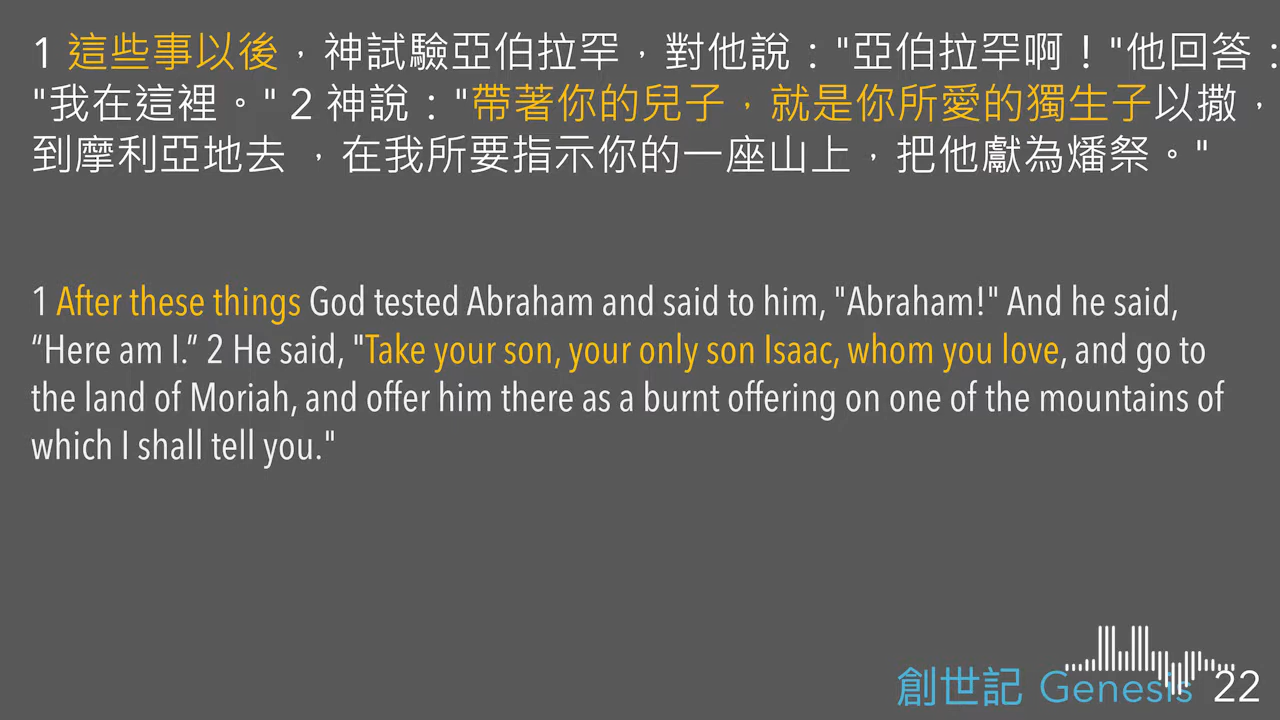 1 這些事以後，神試驗亞伯拉罕，對他說："亞伯拉罕啊！"他回答：
"我在這裡。" 2 神說："帶著你的兒子，就是你所愛的獨生子以撒，
到摩利亞地去 ，在我所要指示你的一座山上，把他獻為燔祭。"
1 After these things God tested Abraham and said to him, "Abraham!" And he said,
“Here am I.” 2 He said, "Take your son, your only son Isaac, whom you love, and go to
the land of Moriah, and offer him there as a burnt offering on one of the mountains of
which I shall tell you."
創世記 Genesis 22